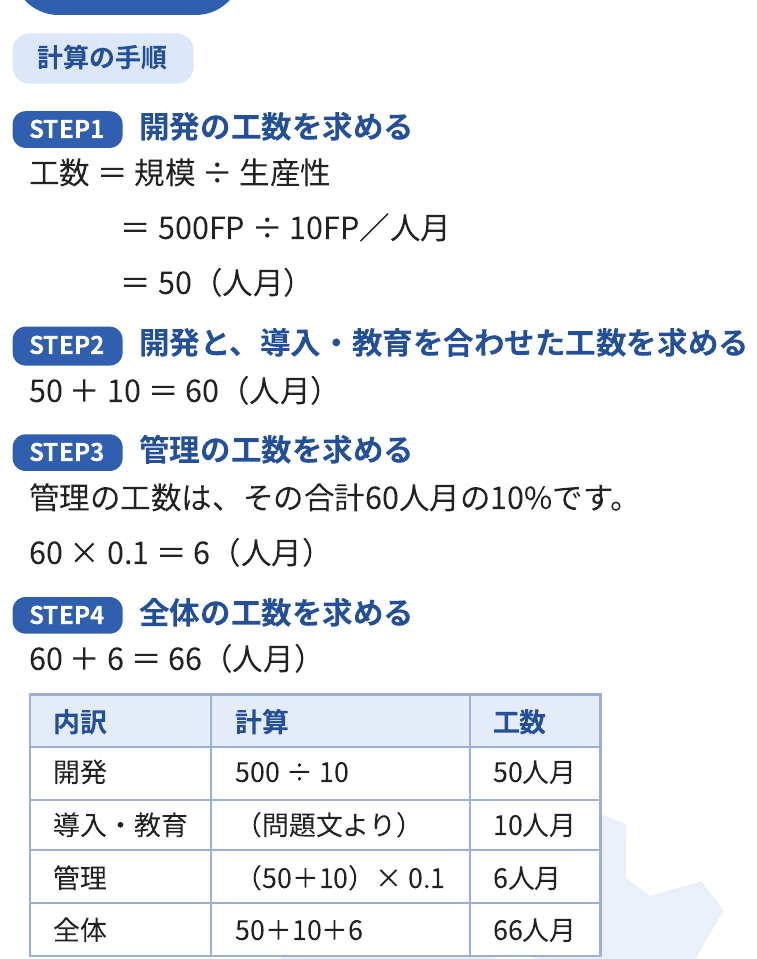 計算の手順
STEP1 開発の工数を求める
工数 ＝ 規模 ÷ 生産性
＝ 500FP ÷ 10FP／人月
＝ 50（人月）
STEP2 開発と、導入・教育を合わせた工数を求める
50 ＋ 10 ＝ 60（人月）
STEP3 管理の工数を求める
管理の工数は、その合計60人月の10%です。
60 × 0.1 ＝ 6（人月）
STEP4 全体の工数を求める
60 ＋ 6 ＝ 66（人月）
内訳 計算 工数
開発 500 ÷ 10 50人月
導入・教育 （問題文より） 10人月
管理 （50＋10）× 0.1 6人月
全体 50＋10＋6 66人月